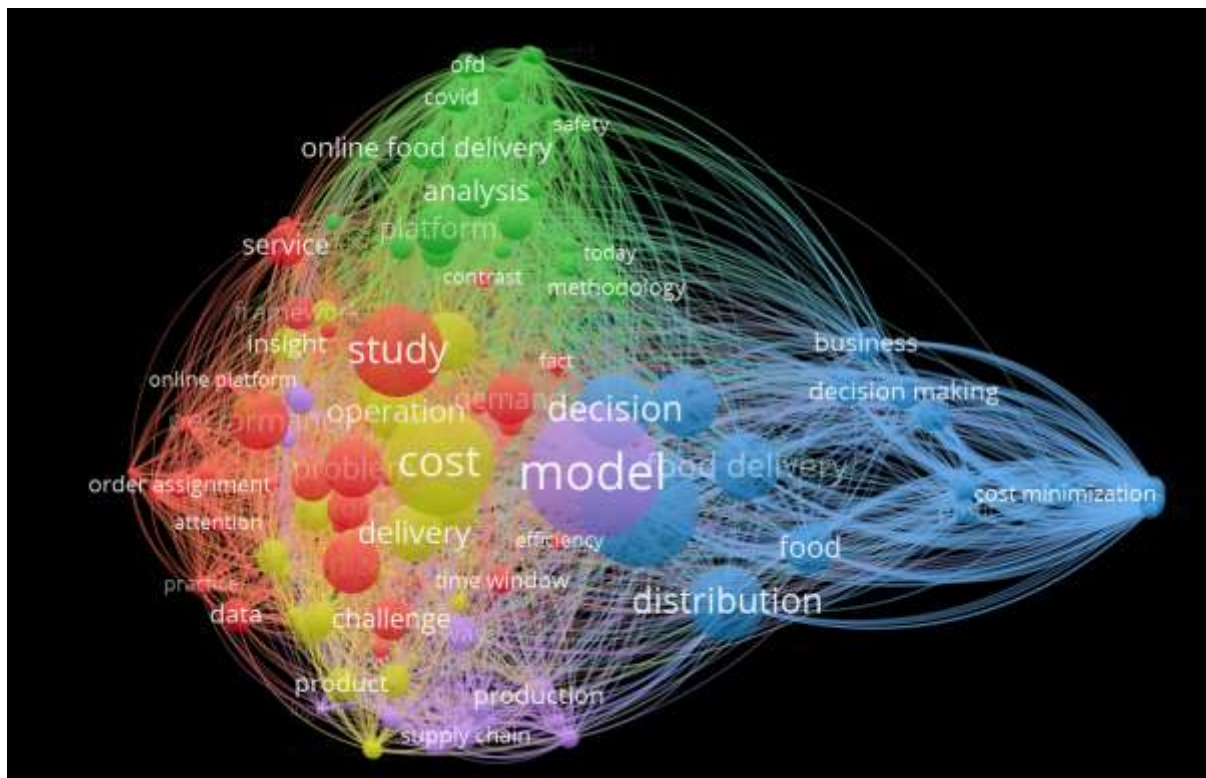 ofd
covid
safety
online food delivery
analysis
platform
service
today
contrast
methodology
insight
study
business
fact
online platform
decision making
operation
demand
decision
problem
cost
model
food delivery
order assignment
cost minimization
attention
delivery
efficiency
food
time window
practice
distribution
data
challenge
product
production
supply chain